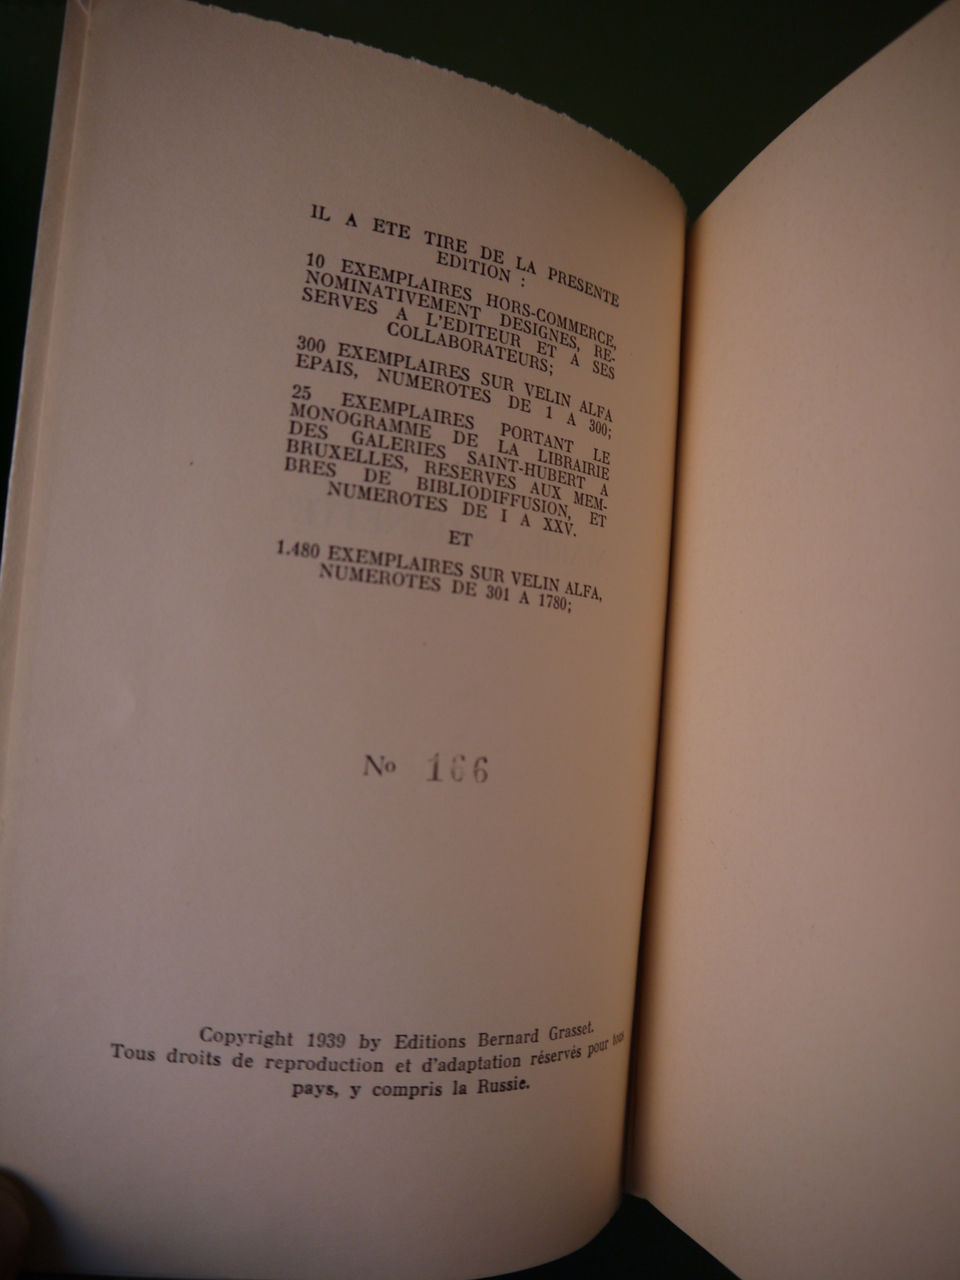 IL A ETE TIRE DE LA PRESENTE
EDITION :
10 EXEMPLAIRES HORS-COMMERCE,
NOMINATIVEMENT DESIGNES, RE-
SERVES A L'EDITEUR ET A SES
COLLABORATEURS;
300 EXEMPLAIRES SUR VELIN ALFA
EPAIS, NUMEROTES DE 1 A 300;
25 EXEMPLAIRES PORTANT LE
MONOGRAMME DE LA LIBRAIRIE
DES GALERIES SAINT-HUBERT A
BRUXELLES, RESERVES AUX MEM-
BRES DE BIBLIODIFFUSION, ET
NUMEROTES DE I A XXV.
ET
1.480 EXEMPLAIRES SUR VELIN ALFA,
NUMEROTES DE 301 A 1780;
No 166
Copyright 1939 by Editions Bernard Grasset.
Tous droits de reproduction et d'adaptation réservés pour tous
pays, y compris la Russie.